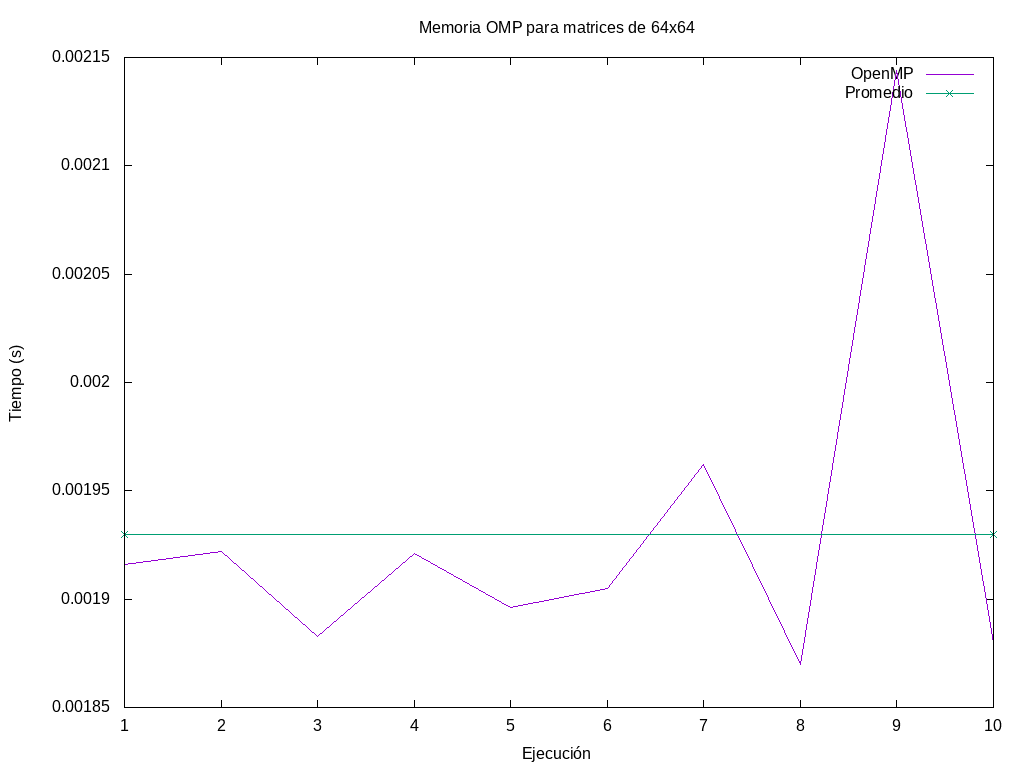 Memoria OMP para matrices de 64x64
0.00215
0.0021
0.00205
0.002
0.00195
0.0019
0.00185
Tiempo (s)
OpenMP
Promedio
1 2 3 4 5 6 7 8 9 10
Ejecución